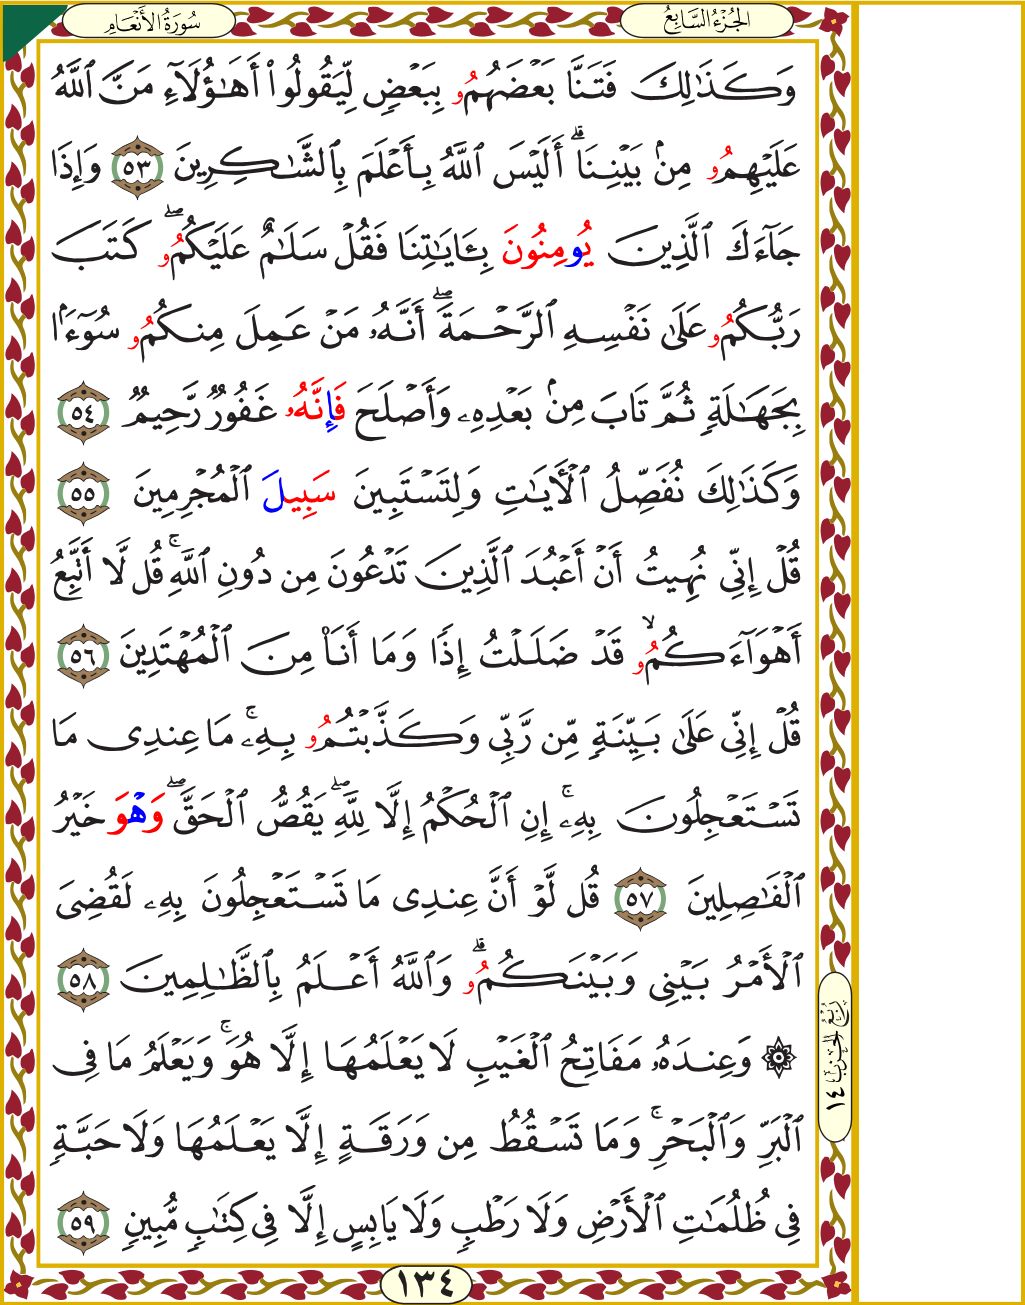 الجُزْءُ السَّابِعُ
سُورَةُ الأَنْعَامِ
وَكَذَٰلِكَ فَتَنَّا بَعْضَهُمُو بِبَعْضٍ لِّيَقُولُوٓا۟ أَهَـٰٓؤُلَآءِ مَنَّ ٱللَّهُ
عَلَيْهِمُو مِنۢ بَيْنِنَآ ۗ أَلَيْسَ ٱللَّهُ بِأَعْلَمَ بِٱلشَّـٰكِرِينَ ٥٣ وَإِذَا
جَآءَكَ ٱلَّذِينَ يُومِنُونَ بِـَٔايَـٰتِنَا فَقُلْ سَلَـٰمٌ عَلَيْكُمُو ۖ كَتَبَ
رَبُّكُمُو عَلَىٰ نَفْسِهِ ٱلرَّحْمَةَ ۖ أَنَّهُۥ مَنْ عَمِلَ مِنكُمُو سُوٓءًۢا
بِجَهَـٰلَةٍ ثُمَّ تَابَ مِنۢ بَعْدِهِۦ وَأَصْلَحَ فَإِنَّهُۥ غَفُورٌ رَّحِيمٌ ٥٤
وَكَذَٰلِكَ نُفَصِّلُ ٱلْـَٔايَـٰتِ وَلِتَسْتَبِينَ سَبِيلَ ٱلْمُجْرِمِينَ ٥٥
قُلْ إِنِّى نُهِيتُ أَنْ أَعْبُدَ ٱلَّذِينَ تَدْعُونَ مِن دُونِ ٱللَّهِ ۚ قُل لَّآ أَتَّبِعُ
أَهْوَآءَكُمُو ۙ قَدْ ضَلَلْتُ إِذًا وَمَآ أَنَا۠ مِنَ ٱلْمُهْتَدِينَ ٥٦
قُلْ إِنِّى عَلَىٰ بَيِّنَةٍ مِّن رَّبِّى وَكَذَّبْتُمُو بِهِۦ ۚ مَا عِندِى مَا
تَسْتَعْجِلُونَ بِهِۦٓ ۚ إِنِ ٱلْحُكْمُ إِلَّا لِلَّهِ ۖ يَقُصُّ ٱلْحَقَّ ۖ وَهْوَ خَيْرُ
ٱلْفَـٰصِلِينَ ٥٧ قُل لَّوْ أَنَّ عِندِى مَا تَسْتَعْجِلُونَ بِهِۦ لَقُضِىَ
ٱلْأَمْرُ بَيْنِى وَبَيْنَكُمُو ۗ وَٱللَّهُ أَعْلَمُ بِٱلظَّـٰلِمِينَ ٥٨
۞ وَعِندَهُۥ مَفَاتِحُ ٱلْغَيْبِ لَا يَعْلَمُهَآ إِلَّا هُوَ ۚ وَيَعْلَمُ مَا فِى
ٱلْبَرِّ وَٱلْبَحْرِ ۚ وَمَا تَسْقُطُ مِن وَرَقَةٍ إِلَّا يَعْلَمُهَا وَلَا حَبَّةٍ
فِى ظُلُمَـٰتِ ٱلْأَرْضِ وَلَا رَطْبٍ وَلَا يَابِسٍ إِلَّا فِى كِتَـٰبٍ مُّبِينٍ ٥٩
رُبُعُ الحِزْبِ ١٤
١٣٤